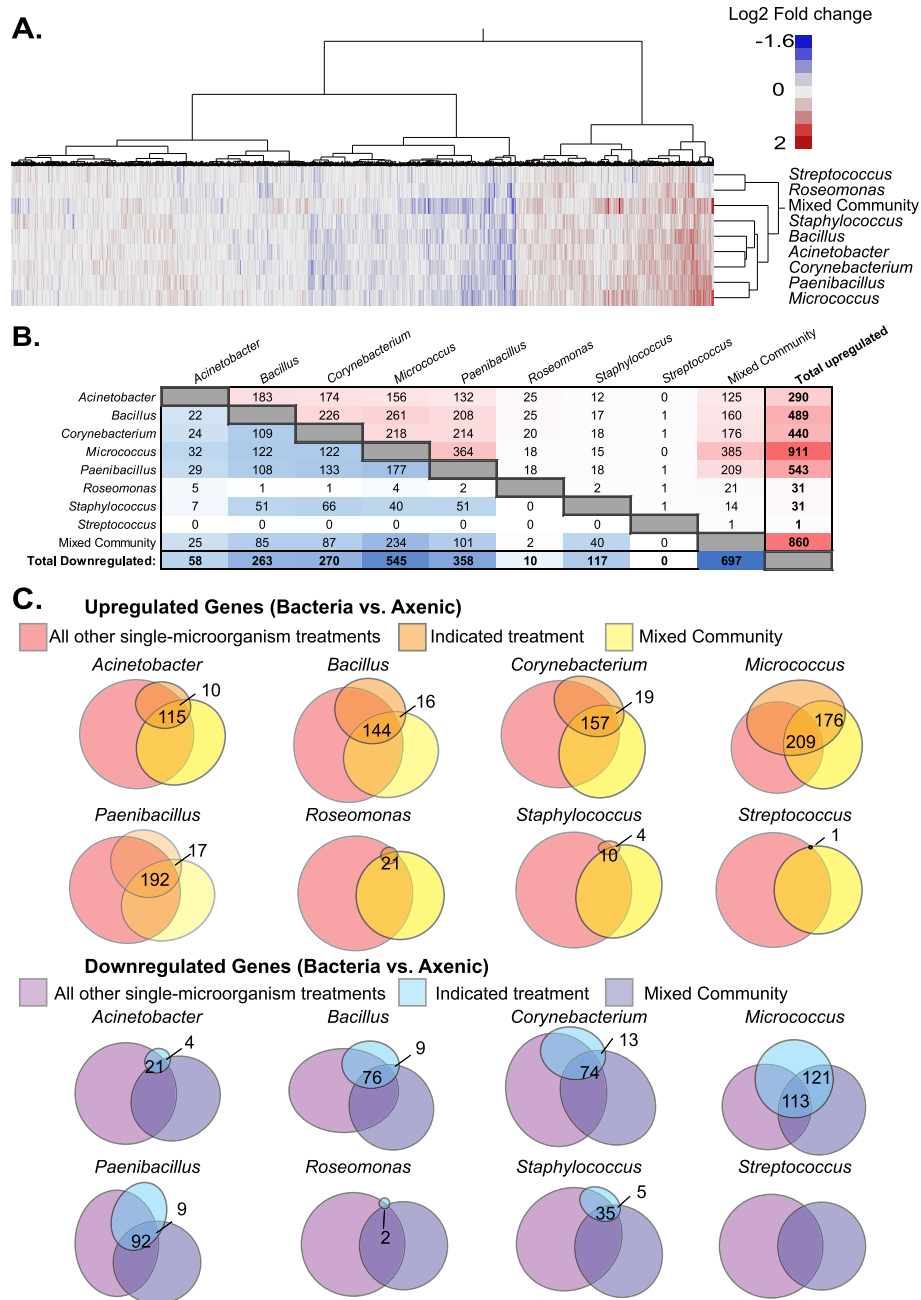 A.
Log2 Fold change
-1.6
0
2
Streptococcus
Roseomonas
Mixed Community
Staphylococcus
Bacillus
Acinetobacter
Corynebacterium
Paenibacillus
Micrococcus
B.
Acinetobacter Bacillus Corynebacterium Micrococcus Paenibacillus Roseomonas Staphylococcus Streptococcus Mixed Community Total upregulated
Acinetobacter 183 174 156 132 25 12 0 125 290
Bacillus 22 226 261 208 25 17 1 160 489
Corynebacterium 24 109 218 214 20 18 1 176 440
Micrococcus 32 122 122 364 18 15 0 385 911
Paenibacillus 29 108 133 177 18 18 1 209 543
Roseomonas 5 1 1 4 2 2 1 21 31
Staphylococcus 7 51 66 40 51 0 1 14 31
Streptococcus 0 0 0 0 0 0 0 1 1
Mixed Community 25 85 87 234 101 2 40 0 860
Total Downregulated: 58 263 270 545 358 10 117 0 697
C.
Upregulated Genes (Bacteria vs. Axenic)
All other single-microorganism treatments Indicated treatment Mixed Community
Acinetobacter Bacillus Corynebacterium Micrococcus
10 16 19 176
115 144 157 209
Paenibacillus Roseomonas Staphylococcus Streptococcus
17 4 1
192 21 10
Downregulated Genes (Bacteria vs. Axenic)
All other single-microorganism treatments Indicated treatment Mixed Community
Acinetobacter Bacillus Corynebacterium Micrococcus
4 9 13 121
21 76 74 113
Paenibacillus Roseomonas Staphylococcus Streptococcus
9 5
92 2 35